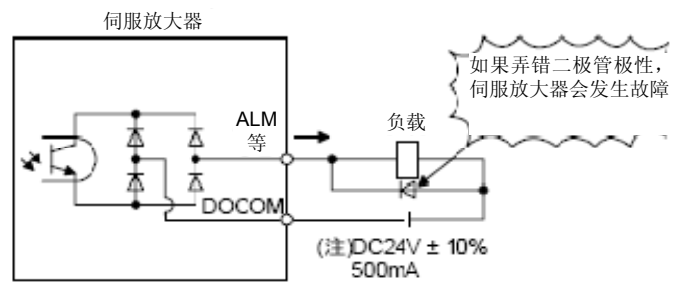 伺服放大器
如果弄错二极管极性，
伺服放大器会发生故障
ALM
等
负载
DOCOM
(注)DC24V ± 10%
500mA